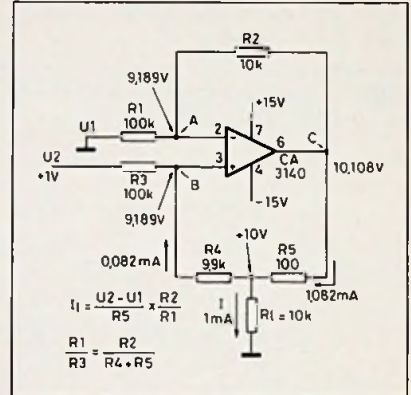 R2
10k
9,189V
+15V
U1
R1
100k
A
2
7
6
C
CA
3140
U2
+1V
R3
100k
3
4
B
10,108V
9,189V
-15V
+10V
0,082mA
R4
9,9k
R5
100
1,082mA
I
1mA
Rl = 10k
Il = U2 - U1 / R5 x R2 / R1
R1 / R3 = R2 / R4 + R5